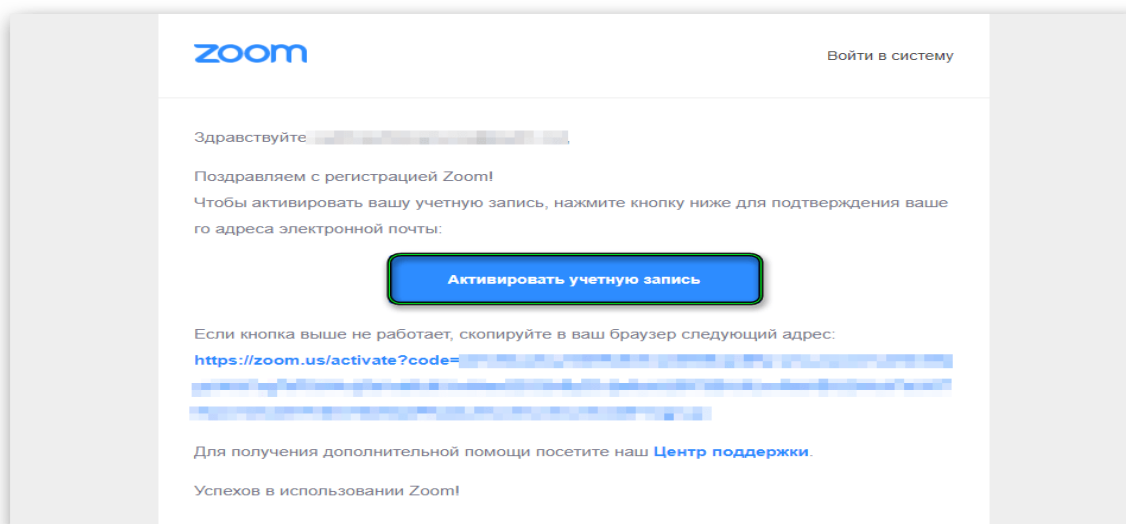 zoom
Войти в систему
Здравствуйте
Поздравляем с регистрацией Zoom!
Чтобы активировать вашу учетную запись, нажмите кнопку ниже для подтверждения ваше
го адреса электронной почты:
Активировать учетную запись
Если кнопка выше не работает, скопируйте в ваш браузер следующий адрес:
https://zoom.us/activate?code=
Для получения дополнительной помощи посетите наш Центр поддержки.
Успехов в использовании Zoom!